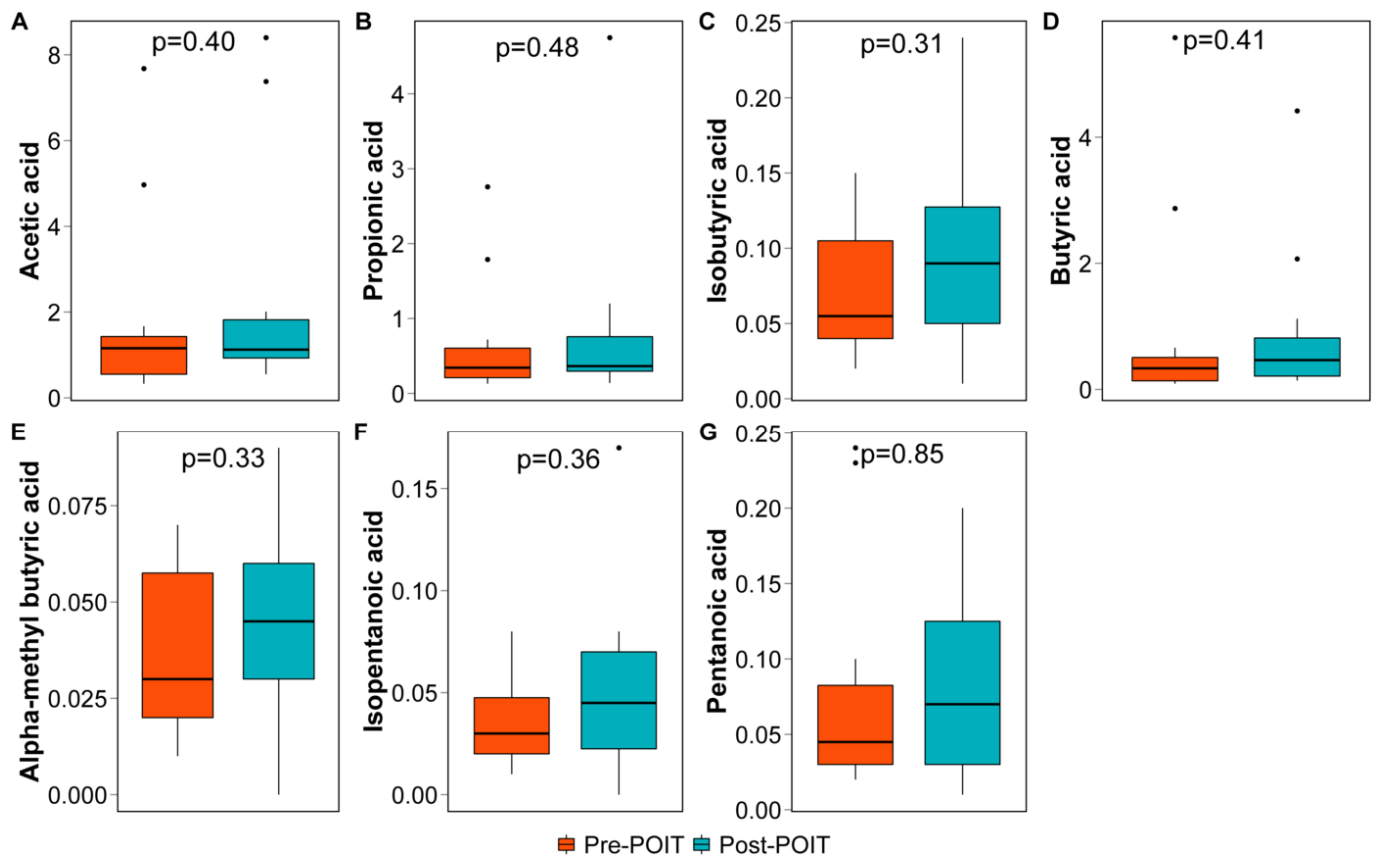 A
p=0.40
Acetic acid
8
6
4
2
0
B
p=0.48
Propionic acid
4
3
2
1
0
C
p=0.31
Isobutyric acid
0.25
0.20
0.15
0.10
0.05
0.00
D
p=0.41
Butyric acid
4
2
0
E
p=0.33
Alpha-methyl butyric acid
0.075
0.050
0.025
0.000
F
p=0.36
Isopentanoic acid
0.15
0.10
0.05
0.00
G
p=0.85
Pentanoic acid
0.25
0.20
0.15
0.10
0.05
0.00
Pre-POIT Post-POIT